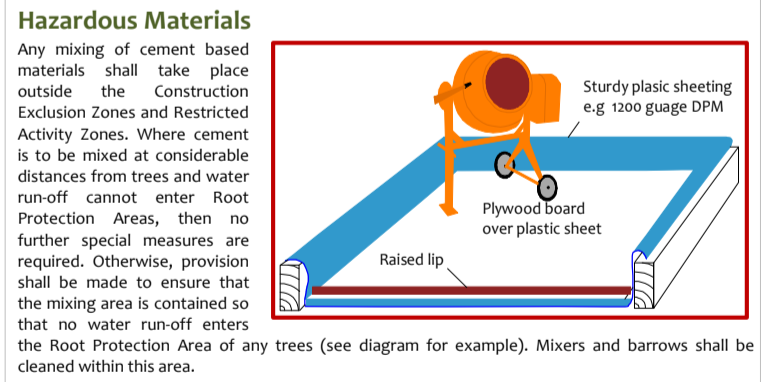 Hazardous Materials
Any mixing of cement based
materials shall take place
outside the Construction
Exclusion Zones and Restricted
Activity Zones. Where cement
is to be mixed at considerable
distances from trees and water
run-off cannot enter Root
Protection Areas, then no
further special measures are
required. Otherwise, provision
shall be made to ensure that
the mixing area is contained so
that no water run-off enters
the Root Protection Area of any trees (see diagram for example). Mixers and barrows shall be
cleaned within this area.
Sturdy plasic sheeting
e.g 1200 guage DPM
Plywood board
over plastic sheet
Raised lip